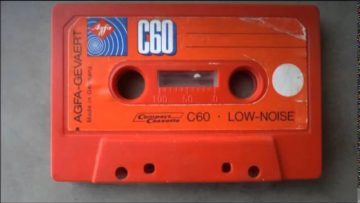 Agfa
C60
AGFA-GEVAERT
Made in Germany
100 50 0
Compact Cassette
C60 · LOW-NOISE